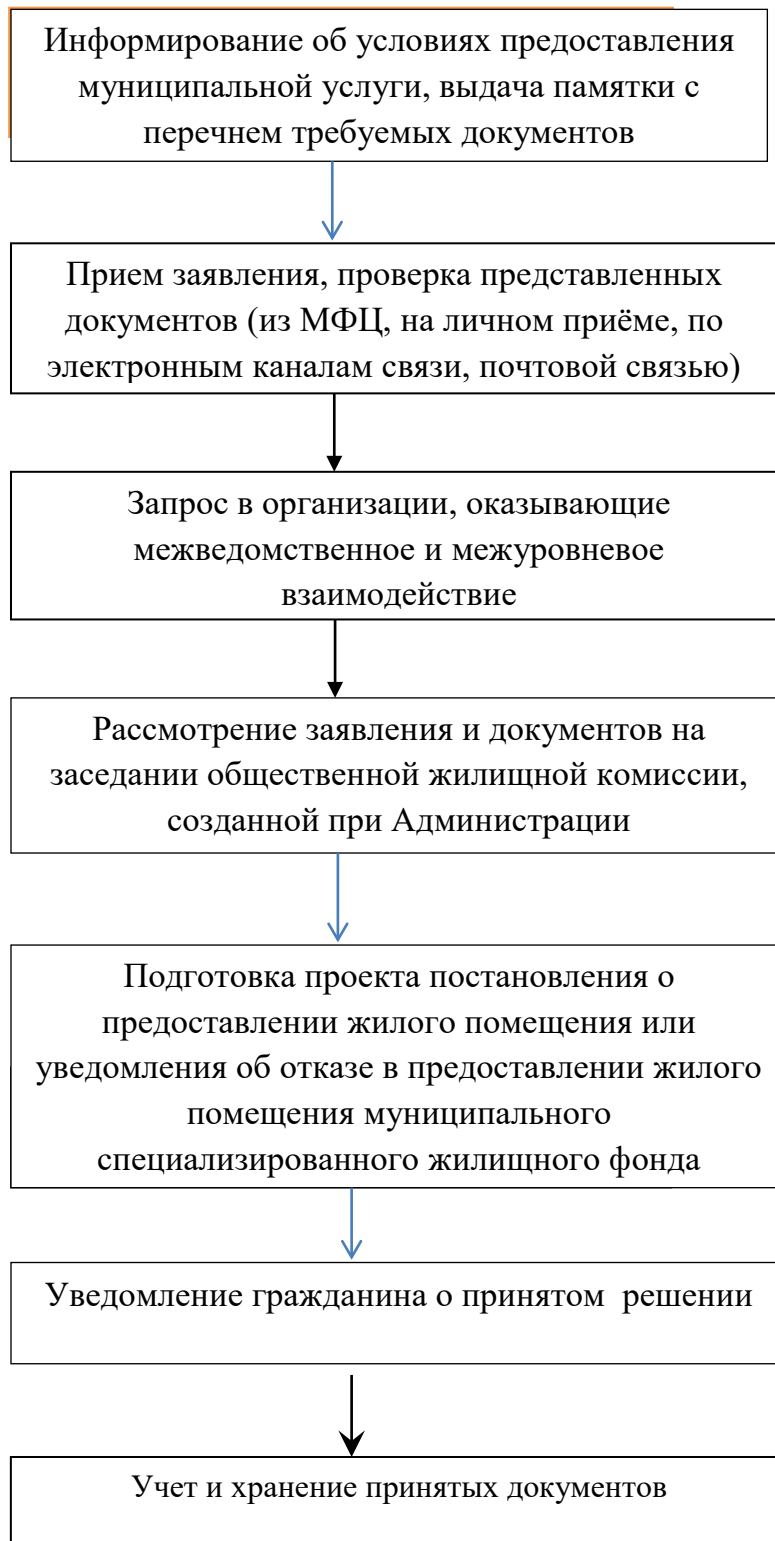 Информирование об условиях предоставления
муниципальной услуги, выдача памятки с
перечнем требуемых документов
Прием заявления, проверка представленных
документов (из МФЦ, на личном приёме, по
электронным каналам связи, почтовой связью)
Запрос в организации, оказывающие
межведомственное и межуровневое
взаимодействие
Рассмотрение заявления и документов на
заседании общественной жилищной комиссии,
созданной при Администрации
Подготовка проекта постановления о
предоставлении жилого помещения или
уведомления об отказе в предоставлении жилого
помещения муниципального
специализированного жилищного фонда
Уведомление гражданина о принятом  решении
Учет и хранение принятых документов